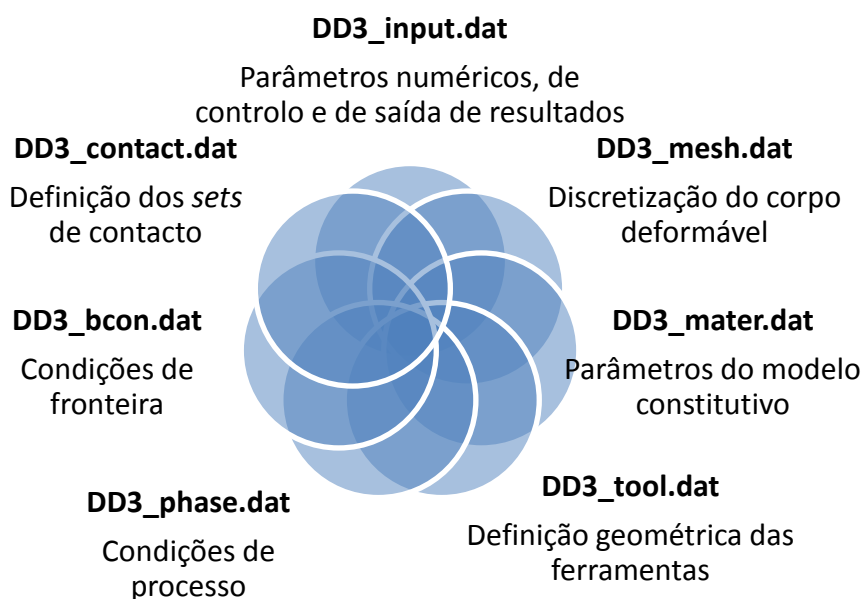 DD3_input.dat
Parâmetros numéricos, de
controlo e de saída de resultados
DD3_mesh.dat
Discretização do corpo
deformável
DD3_mater.dat
Parâmetros do modelo
constitutivo
DD3_tool.dat
Definição geométrica das
ferramentas
DD3_phase.dat
Condições de
processo
DD3_bcon.dat
Condições de
fronteira
DD3_contact.dat
Definição dos sets
de contacto